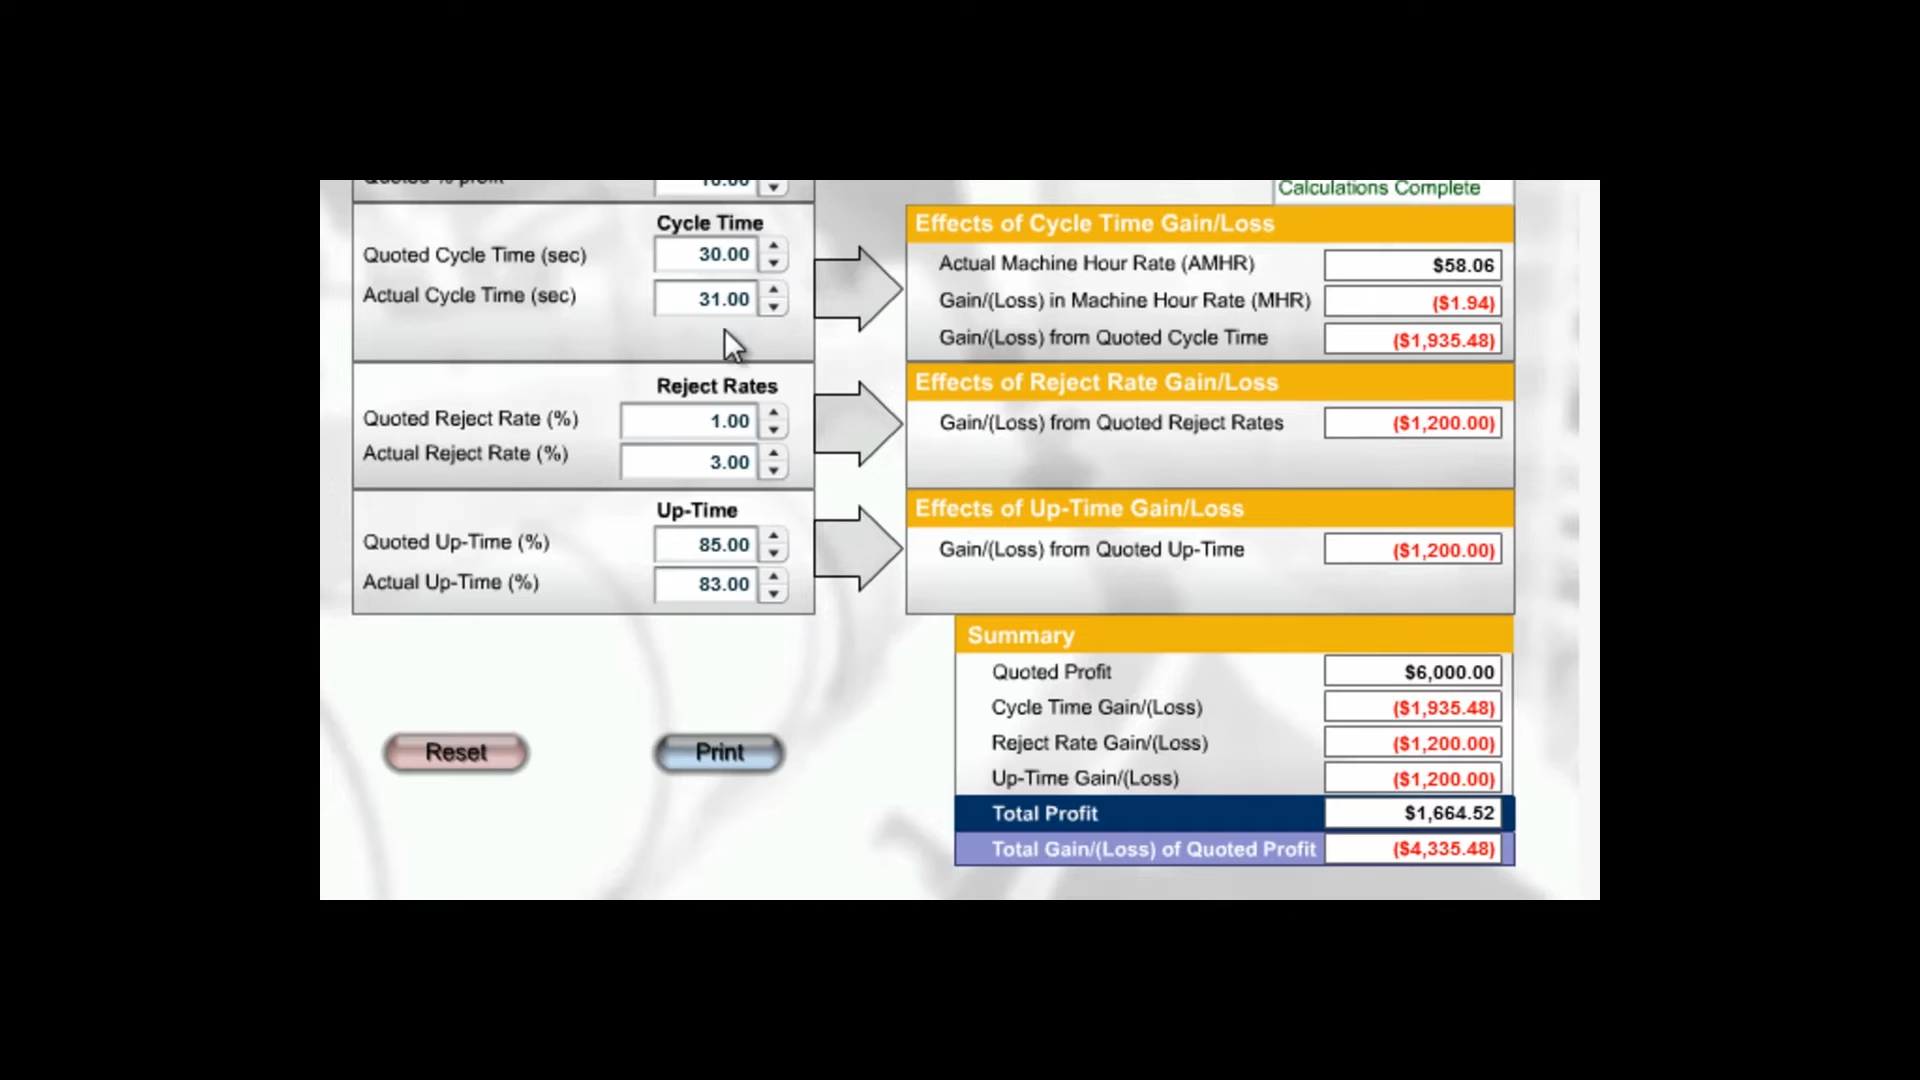 Quoted % profit 10.00
Calculations Complete
Cycle Time
Quoted Cycle Time (sec) 30.00
Actual Cycle Time (sec) 31.00
Effects of Cycle Time Gain/Loss
Actual Machine Hour Rate (AMHR) $58.06
Gain/(Loss) in Machine Hour Rate (MHR) ($1.94)
Gain/(Loss) from Quoted Cycle Time ($1,935.48)
Reject Rates
Quoted Reject Rate (%) 1.00
Actual Reject Rate (%) 3.00
Effects of Reject Rate Gain/Loss
Gain/(Loss) from Quoted Reject Rates ($1,200.00)
Up-Time
Quoted Up-Time (%) 85.00
Actual Up-Time (%) 83.00
Effects of Up-Time Gain/Loss
Gain/(Loss) from Quoted Up-Time ($1,200.00)
Reset
Print
Summary
Quoted Profit $6,000.00
Cycle Time Gain/(Loss) ($1,935.48)
Reject Rate Gain/(Loss) ($1,200.00)
Up-Time Gain/(Loss) ($1,200.00)
Total Profit $1,664.52
Total Gain/(Loss) of Quoted Profit ($4,335.48)